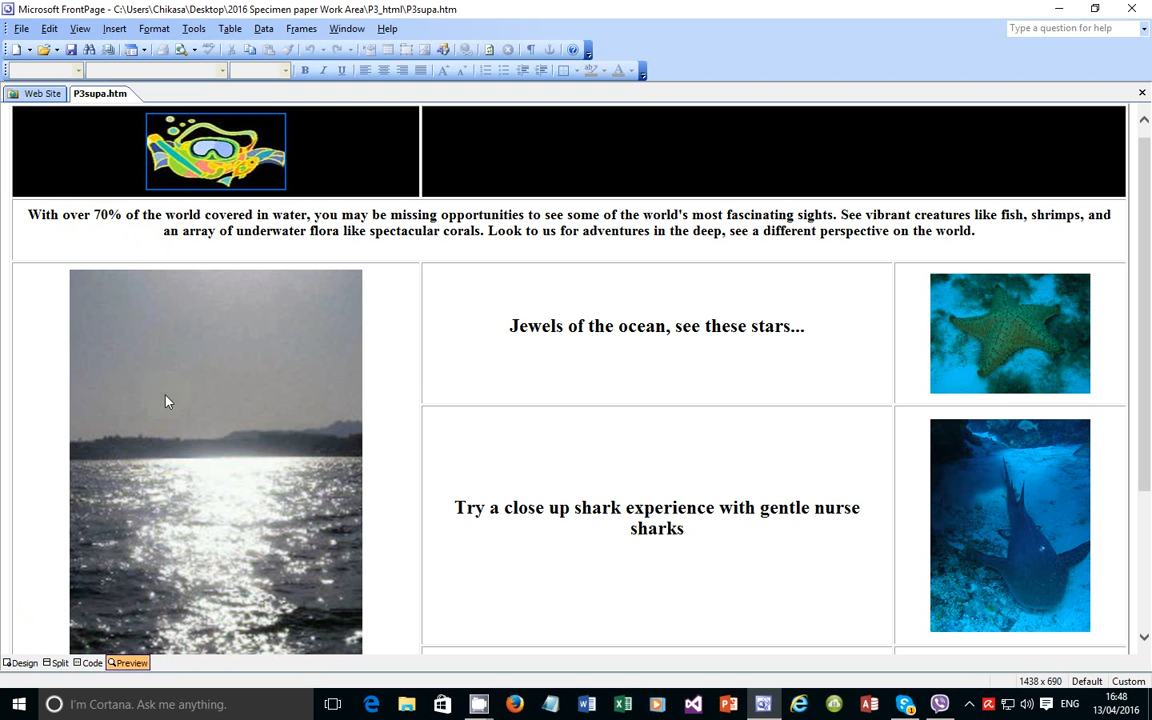 Microsoft FrontPage - C:\Users\Chikasa\Desktop\2016 Specimen paper Work Area\P3_html\P3supa.htm
File Edit View Insert Format Tools Table Data Frames Window Help
Type a question for help
Web Site P3supa.htm
With over 70% of the world covered in water, you may be missing opportunities to see some of the world's most fascinating sights. See vibrant creatures like fish, shrimps, and
an array of underwater flora like spectacular corals. Look to us for adventures in the deep, see a different perspective on the world.
Jewels of the ocean, see these stars...
Try a close up shark experience with gentle nurse
sharks
Design Split Code Preview
1438 x 690 Default Custom
I'm Cortana. Ask me anything.
ENG
16:48
13/04/2016